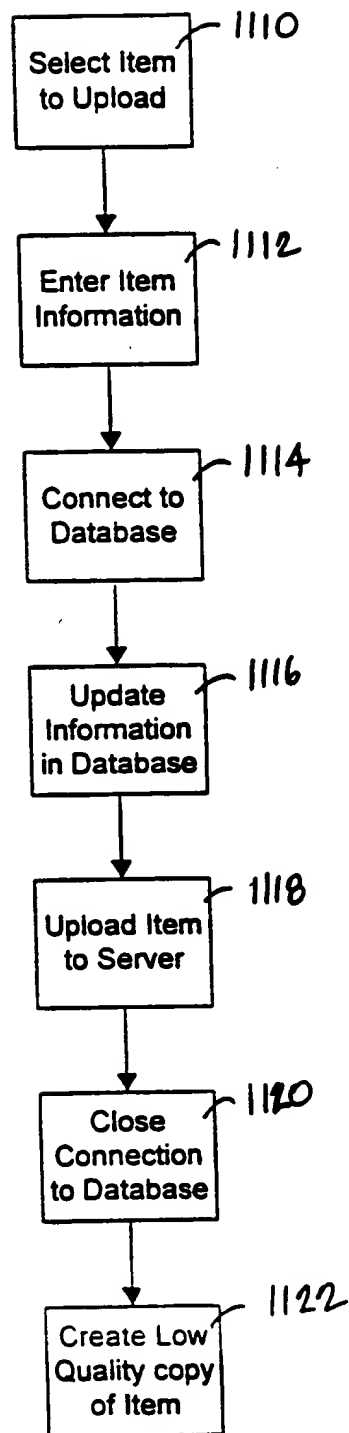 1110
Select Item
to Upload
1112
Enter Item
Information
1114
Connect to
Database
1116
Update
Information
in Database
1118
Upload Item
to Server
1120
Close
Connection
to Database
1122
Create Low
Quality copy
of Item